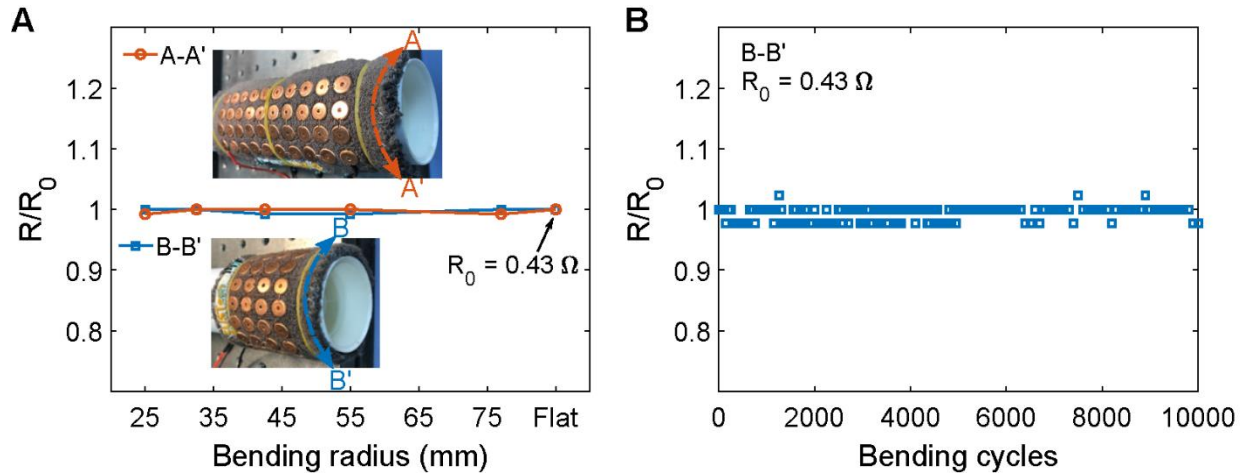 A
R/R0
1.2
1.1
1
0.9
0.8
A-A'
A
A'
B-B'
B
B'
R0 = 0.43 Ω
25
35
45
55
75
Flat
Bending radius (mm)
B
R/R0
1.2
1.1
1
0.9
0.8
B-B'
R0 = 0.43 Ω
0
2000
4000
6000
8000
10000
Bending cycles